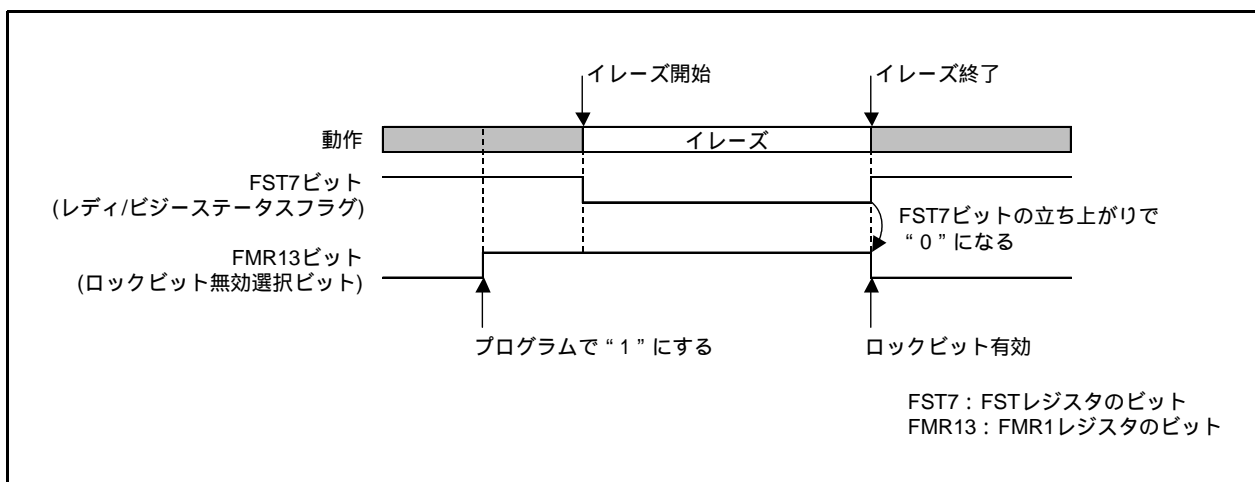 イレーズ開始
イレーズ終了
動作
イレーズ
FST7ビット
(レディ/ビジーステータスフラグ)
FST7ビットの立ち上がりで
“0”になる
FMR13ビット
(ロックビット無効選択ビット)
プログラムで“1”にする
ロックビット有効
FST7：FSTレジスタのビット
FMR13：FMR1レジスタのビット